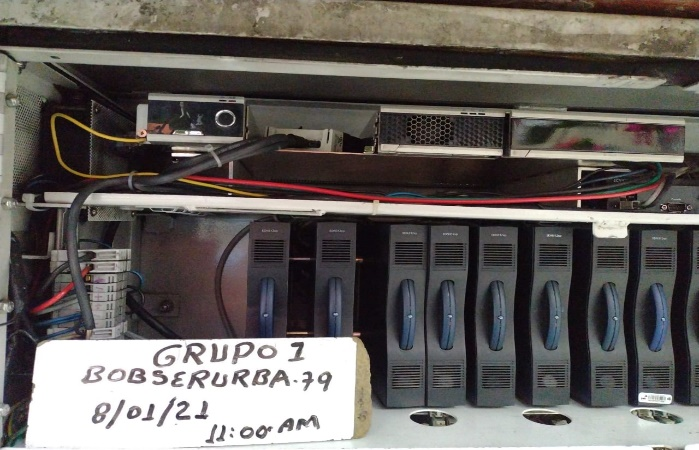 GRUPO 1
BOBSERURBA.79
8/01/21
11:00 AM